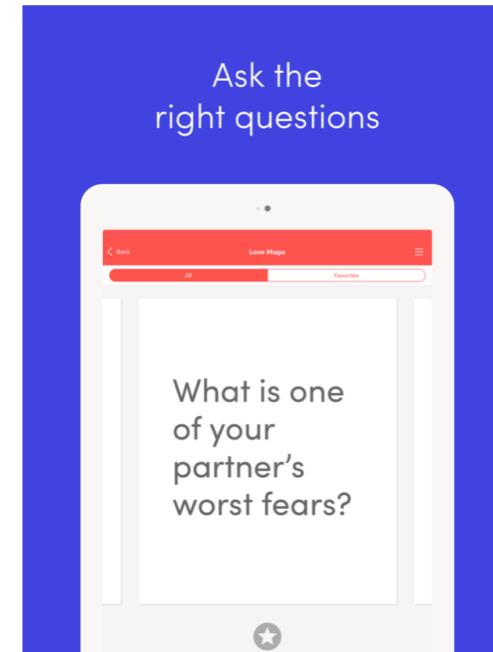 Ask the
right questions
Back
Love Maps
All
Favorites
What is one
of your
partner's
worst fears?